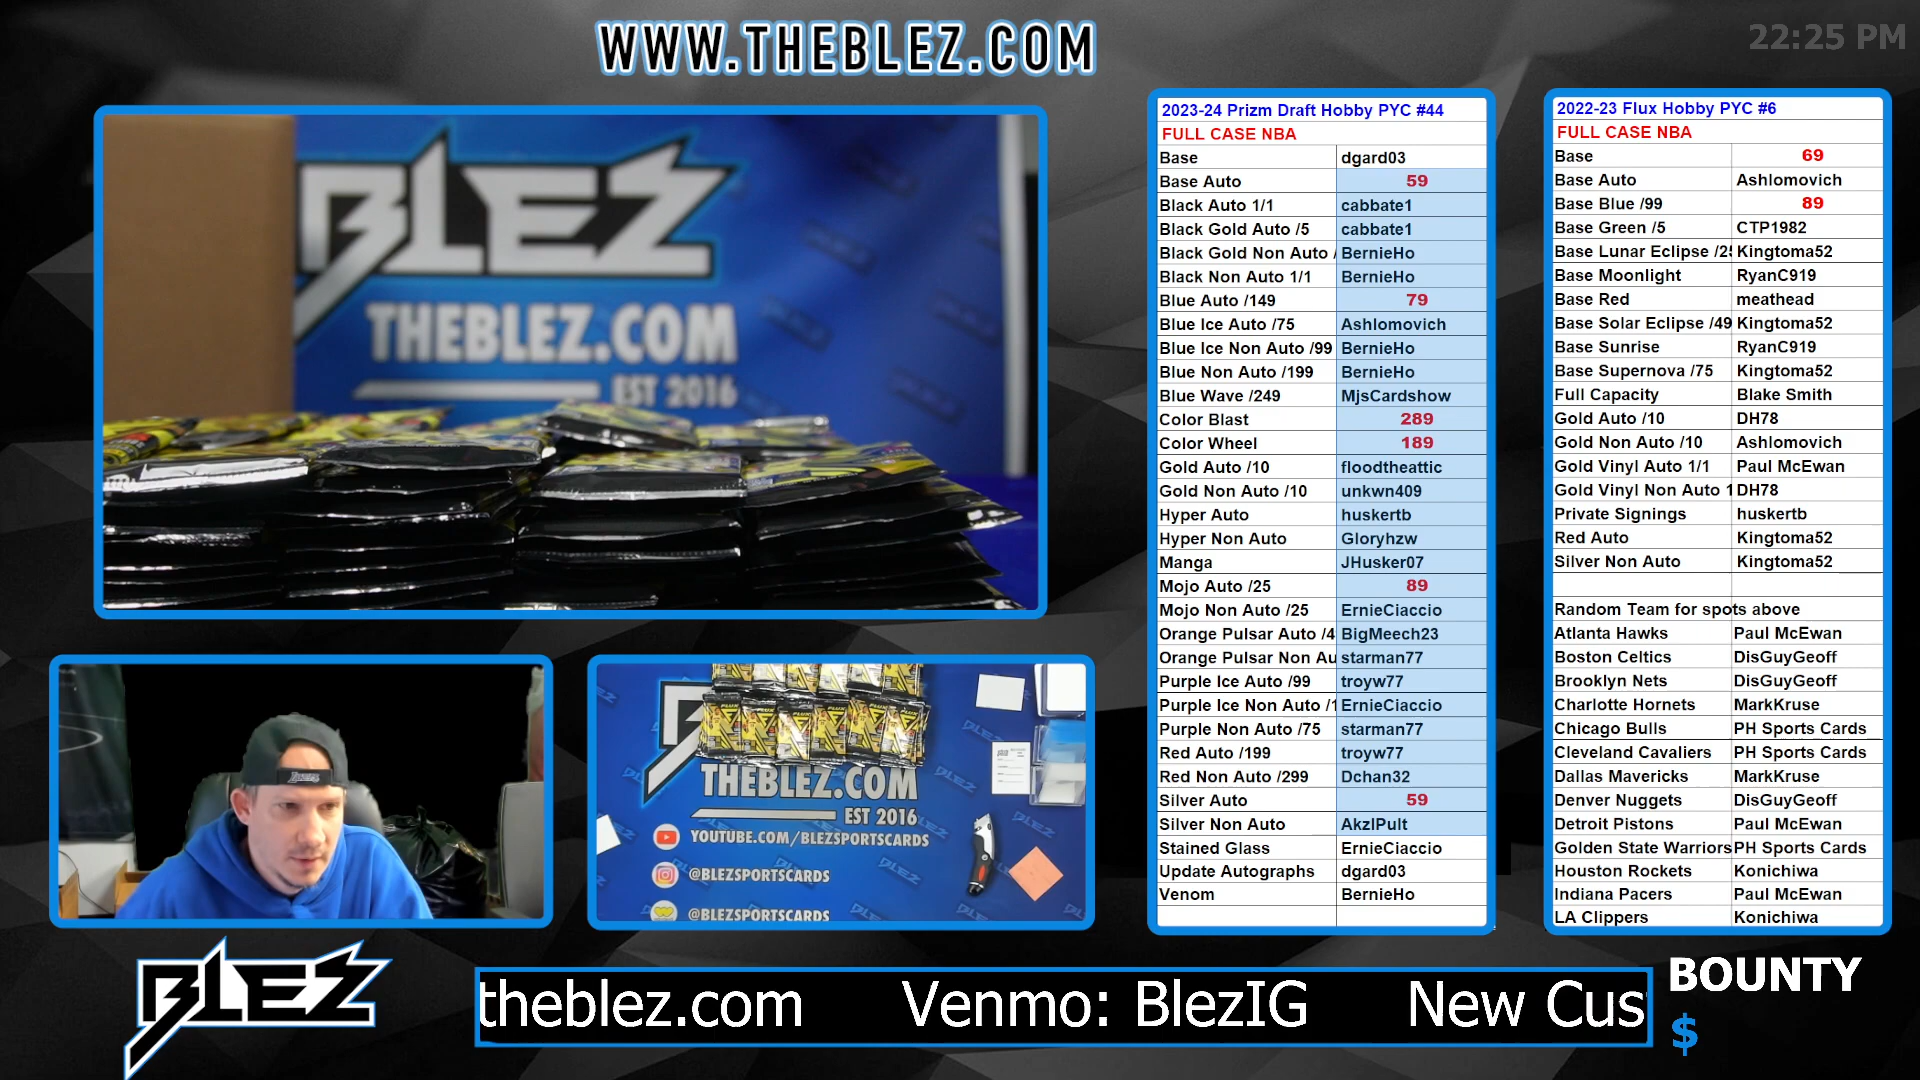 WWW.THEBLEZ.COM
22:25 PM
BLEZ
THEBLEZ.COM
EST 2016
THEBLEZ.COM
EST 2016
YOUTUBE.COM/BLEZSPORTSCARDS
@BLEZSPORTSCARDS
@BLEZSPORTSCARDS
2023-24 Prizm Draft Hobby PYC #44
FULL CASE NBA
Base dgard03
Base Auto 59
Black Auto 1/1 cabbate1
Black Gold Auto /5 cabbate1
Black Gold Non Auto / BernieHo
Black Non Auto 1/1 BernieHo
Blue Auto /149 79
Blue Ice Auto /75 Ashlomovich
Blue Ice Non Auto /99 BernieHo
Blue Non Auto /199 BernieHo
Blue Wave /249 MjsCardshow
Color Blast 289
Color Wheel 189
Gold Auto /10 floodtheattic
Gold Non Auto /10 unkwn409
Hyper Auto huskertb
Hyper Non Auto Gloryhzw
Manga JHusker07
Mojo Auto /25 89
Mojo Non Auto /25 ErnieCiaccio
Orange Pulsar Auto /4 BigMeech23
Orange Pulsar Non Au starman77
Purple Ice Auto /99 troyw77
Purple Ice Non Auto /1 ErnieCiaccio
Purple Non Auto /75 starman77
Red Auto /199 troyw77
Red Non Auto /299 Dchan32
Silver Auto 59
Silver Non Auto AkzlPult
Stained Glass ErnieCiaccio
Update Autographs dgard03
Venom BernieHo
2022-23 Flux Hobby PYC #6
FULL CASE NBA
Base 69
Base Auto Ashlomovich
Base Blue /99 89
Base Green /5 CTP1982
Base Lunar Eclipse /25 Kingtoma52
Base Moonlight RyanC919
Base Red meathead
Base Solar Eclipse /49 Kingtoma52
Base Sunrise RyanC919
Base Supernova /75 Kingtoma52
Full Capacity Blake Smith
Gold Auto /10 DH78
Gold Non Auto /10 Ashlomovich
Gold Vinyl Auto 1/1 Paul McEwan
Gold Vinyl Non Auto 1 DH78
Private Signings huskertb
Red Auto Kingtoma52
Silver Non Auto Kingtoma52
Random Team for spots above
Atlanta Hawks Paul McEwan
Boston Celtics DisGuyGeoff
Brooklyn Nets DisGuyGeoff
Charlotte Hornets MarkKruse
Chicago Bulls PH Sports Cards
Cleveland Cavaliers PH Sports Cards
Dallas Mavericks MarkKruse
Denver Nuggets DisGuyGeoff
Detroit Pistons Paul McEwan
Golden State Warriors PH Sports Cards
Houston Rockets Konichiwa
Indiana Pacers Paul McEwan
LA Clippers Konichiwa
BLEZ
theblez.com Venmo: BlezIG New Cus
BOUNTY
$